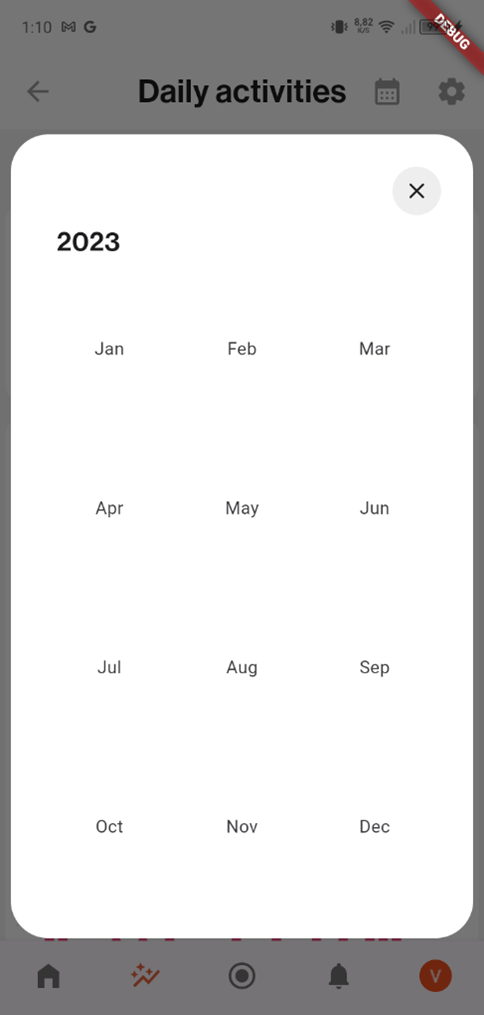 1:10 M G 8,82
K/S
DEBUG
Daily activities
2023
Jan Feb Mar
Apr May Jun
Jul Aug Sep
Oct Nov Dec
V